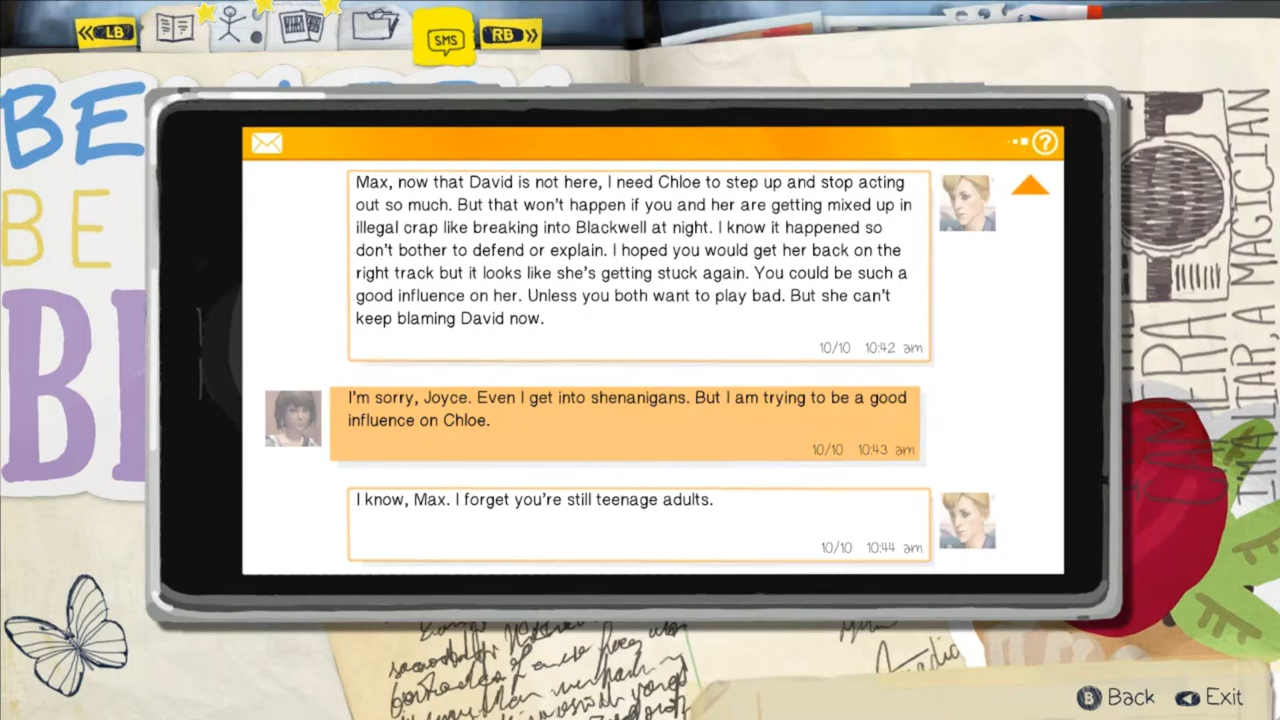 LB
SMS
RB
BE
BE
Max, now that David is not here, I need Chloe to step up and stop acting
out so much. But that won't happen if you and her are getting mixed up in
illegal crap like breaking into Blackwell at night. I know it happened so
don't bother to defend or explain. I hoped you would get her back on the
right track but it looks like she's getting stuck again. You could be such a
good influence on her. Unless you both want to play bad. But she can't
keep blaming David now.
10/10 10:42 am
I'm sorry, Joyce. Even I get into shenanigans. But I am trying to be a good
influence on Chloe.
10/10 10:43 am
I know, Max. I forget you're still teenage adults.
10/10 10:44 am
A MAGICIAN
B Back
Exit